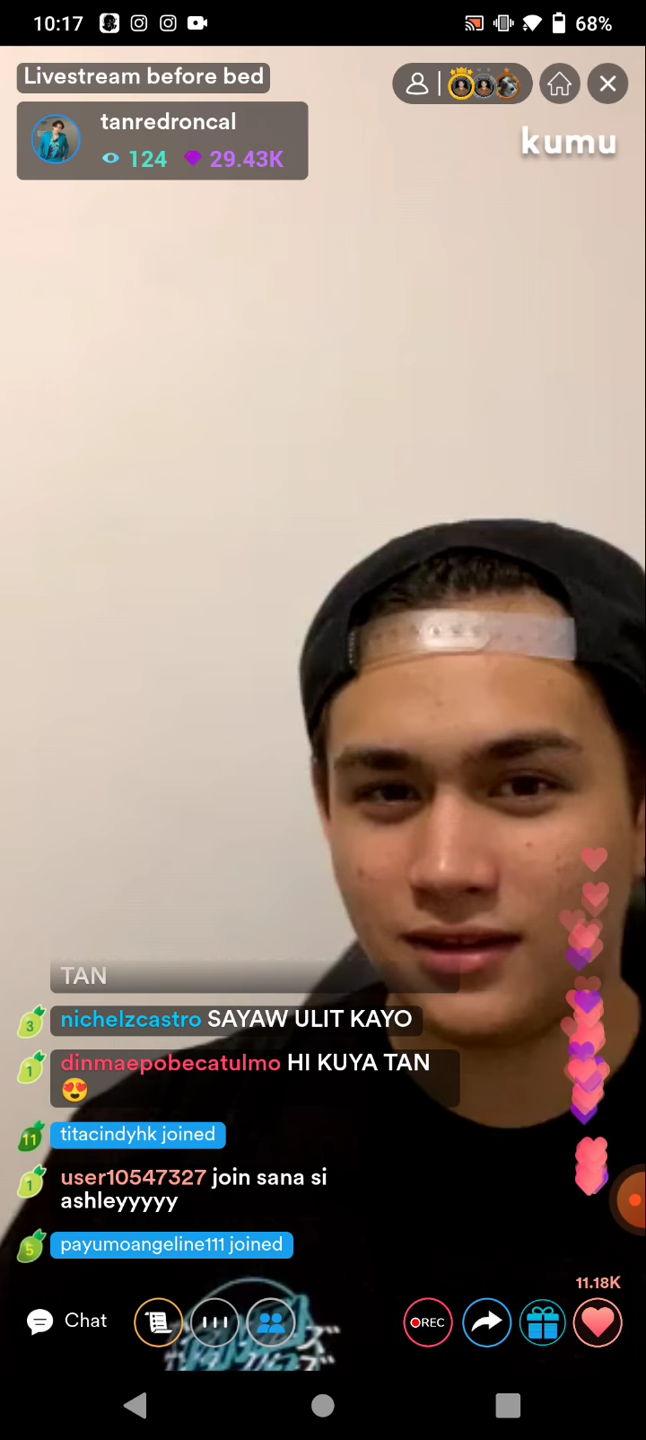 10:17
68%
Livestream before bed
tanredroncal
124 29.43K
kumu
TAN
3 nichelzcastro SAYAW ULIT KAYO
1 dinmaepobecatulmo HI KUYA TAN
😍
11 titacindyhk joined
1 user10547327 join sana si
ashleyyyyy
5 payumoangeline111 joined
11.18K
Chat
REC